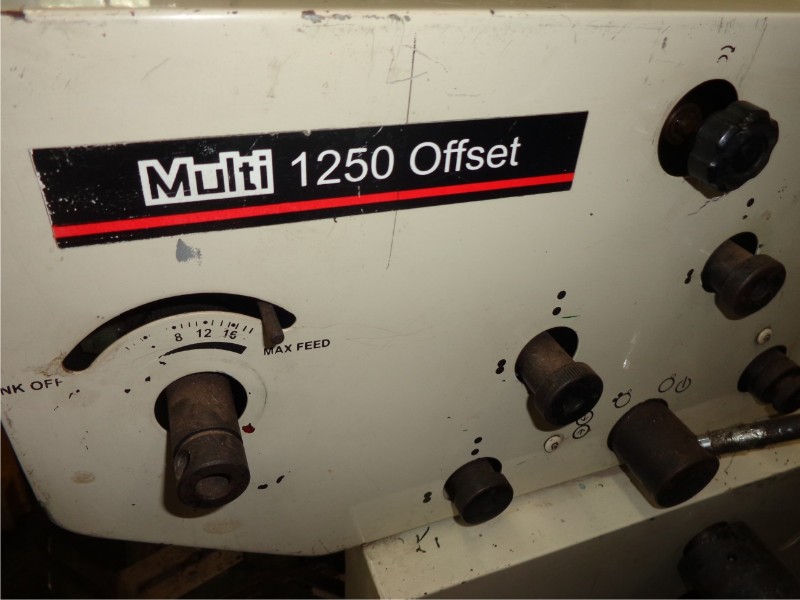 Multi 1250 Offset
8 12 16
NK OFF
MAX FEED